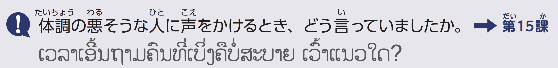 体調の悪そうな人に声をかけるとき、どう言っていましたか。 ➡ 第15課
ເວລາເອີ້ນຖາມຄົນທີ່ເບິ່ງຄືບໍ່ສະບາຍ ເວົ້າແນວໃດ?